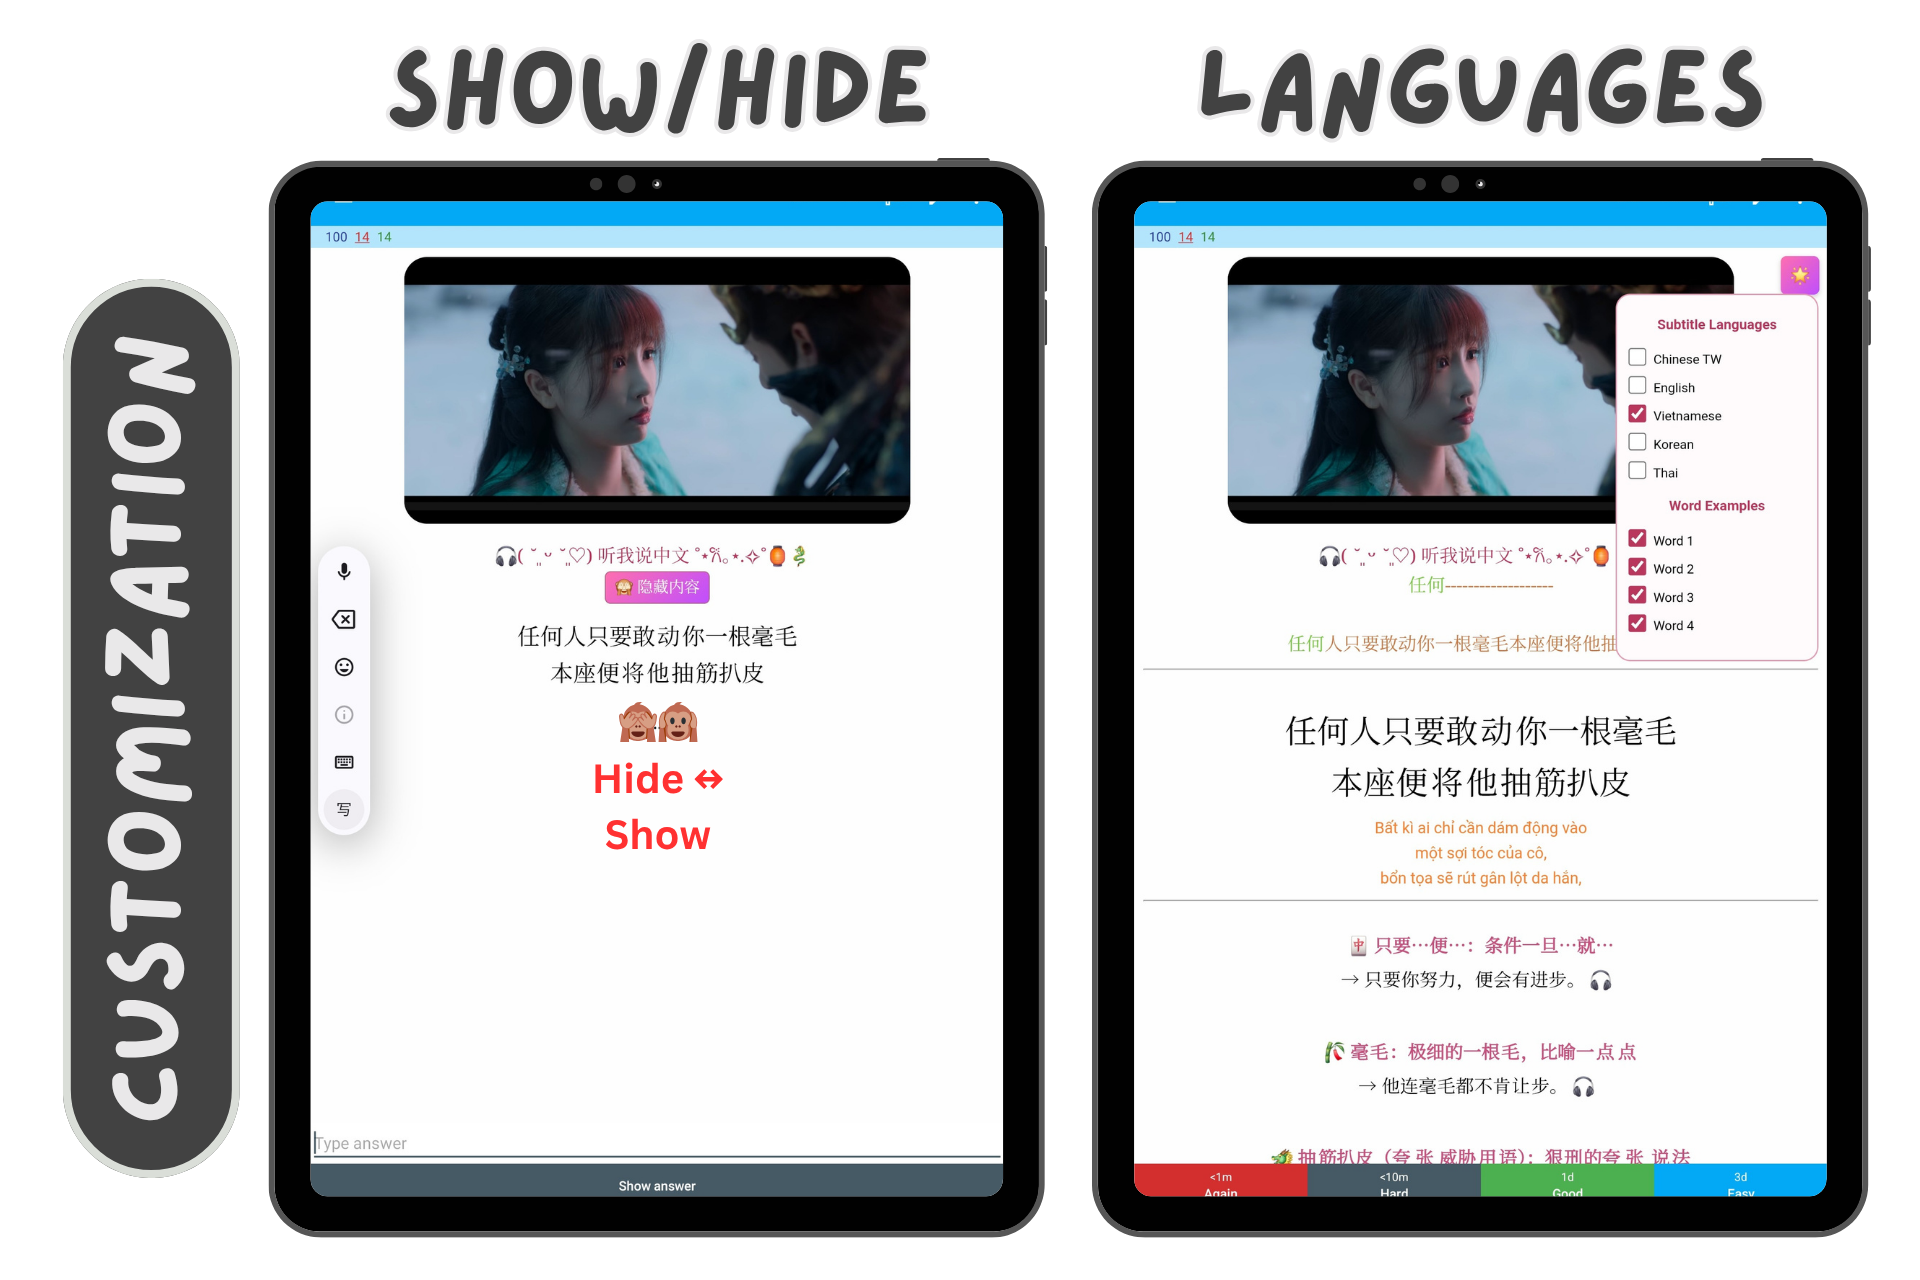 SHOW/HIDE
LANGUAGES
CUSTOMIZATION
100 14 14
🎧( ˘͈ ᵕ ˘͈♡) 听我说中文 ˚⋆𐙚｡⋆.✧˚🏮🐉
🙈 隐藏内容
任何人只要敢动你一根毫毛
本座便将他抽筋扒皮
🙈🙉
Hide ↔
Show
写
Type answer
Show answer
100 14 14
🌟
Subtitle Languages
Chinese TW
English
Vietnamese
Korean
Thai
Word Examples
Word 1
Word 2
Word 3
Word 4
🎧( ˘͈ ᵕ ˘͈♡) 听我说中文 ˚⋆𐙚｡⋆.✧˚🏮
任何-------------------
任何人只要敢动你一根毫毛本座便将他抽
任何人只要敢动你一根毫毛
本座便将他抽筋扒皮
Bất kì ai chỉ cần dám động vào
một sợi tóc của cô,
bổn tọa sẽ rút gân lột da hắn,
🀄 只要…便…：条件一旦…就…
→ 只要你努力，便会有进步。🎧
🎋 毫毛：极细的一根毛，比喻一点点
→ 他连毫毛都不肯让步。🎧
🐲 抽筋扒皮（夸张威胁用语）：狠刑的夸张说法
<1m <10m 1d 3d
Again Hard Good Easy